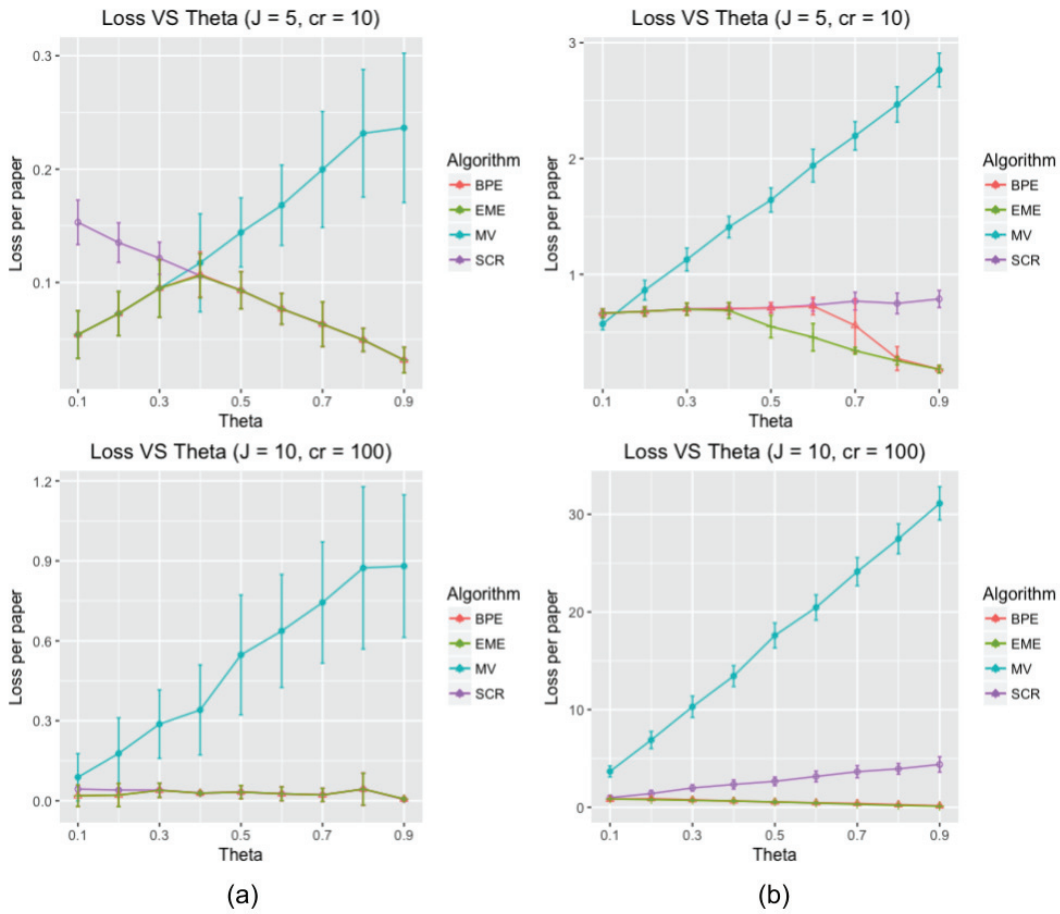 Loss VS Theta (J = 5, cr = 10)
Loss per paper
0.3
0.2
0.1
0.1 0.3 0.5 0.7 0.9
Theta
Algorithm
BPE
EME
MV
SCR
Loss VS Theta (J = 5, cr = 10)
Loss per paper
3
2
1
0.1 0.3 0.5 0.7 0.9
Theta
Algorithm
BPE
EME
MV
SCR
Loss VS Theta (J = 10, cr = 100)
Loss per paper
1.2
0.9
0.6
0.3
0.0
0.1 0.3 0.5 0.7 0.9
Theta
Algorithm
BPE
EME
MV
SCR
(a)
Loss VS Theta (J = 10, cr = 100)
Loss per paper
30
20
10
0
0.1 0.3 0.5 0.7 0.9
Theta
Algorithm
BPE
EME
MV
SCR
(b)